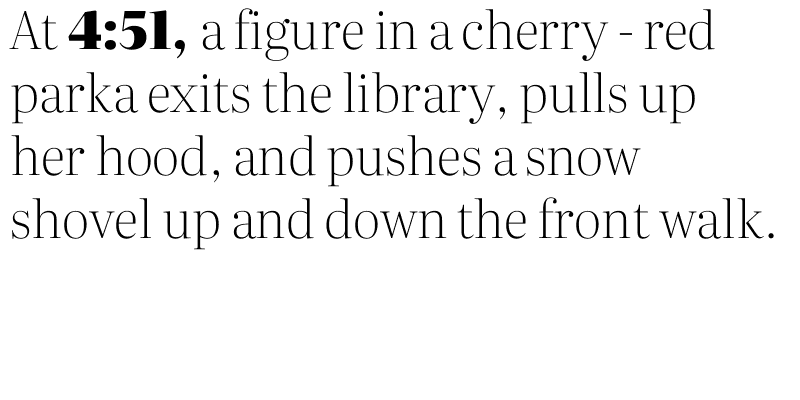 At 4:51, a figure in a cherry - red
parka exits the library, pulls up
her hood, and pushes a snow
shovel up and down the front walk.